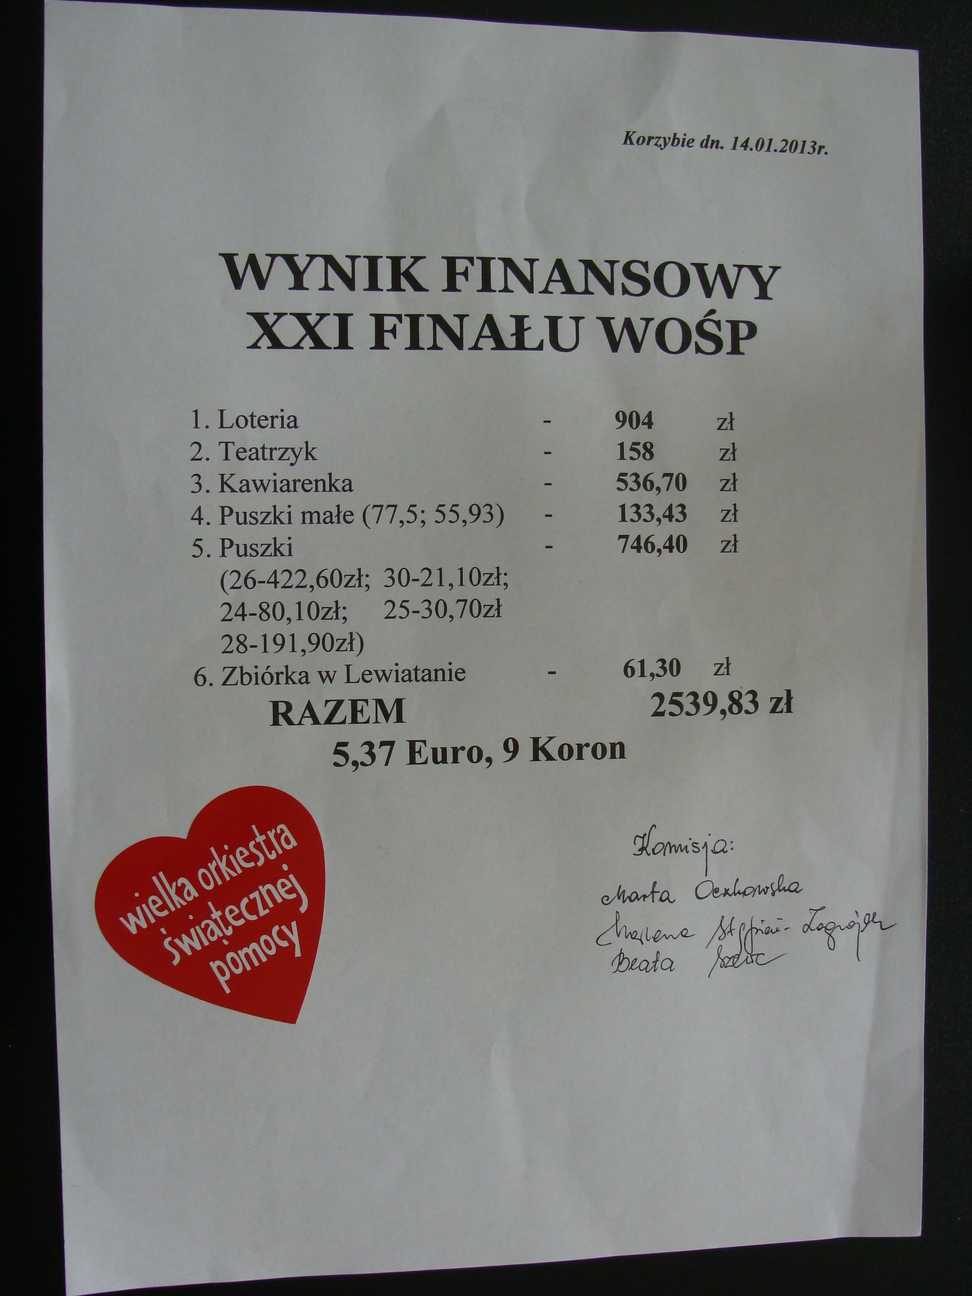 Korzybie dn. 14.01.2013r.
WYNIK FINANSOWY
XXI FINAŁU WOŚP
1. Loteria - 904 zł
2. Teatrzyk - 158 zł
3. Kawiarenka - 536,70 zł
4. Puszki małe (77,5; 55,93) - 133,43 zł
5. Puszki - 746,40 zł
(26-422,60zł; 30-21,10zł;
24-80,10zł; 25-30,70zł
28-191,90zł)
6. Zbiórka w Lewiatanie - 61,30 zł
RAZEM 2539,83 zł
5,37 Euro, 9 Koron
wielka orkiestra
świątecznej
pomocy
Komisja:
Marta Oczkowska
Marlena
Beata